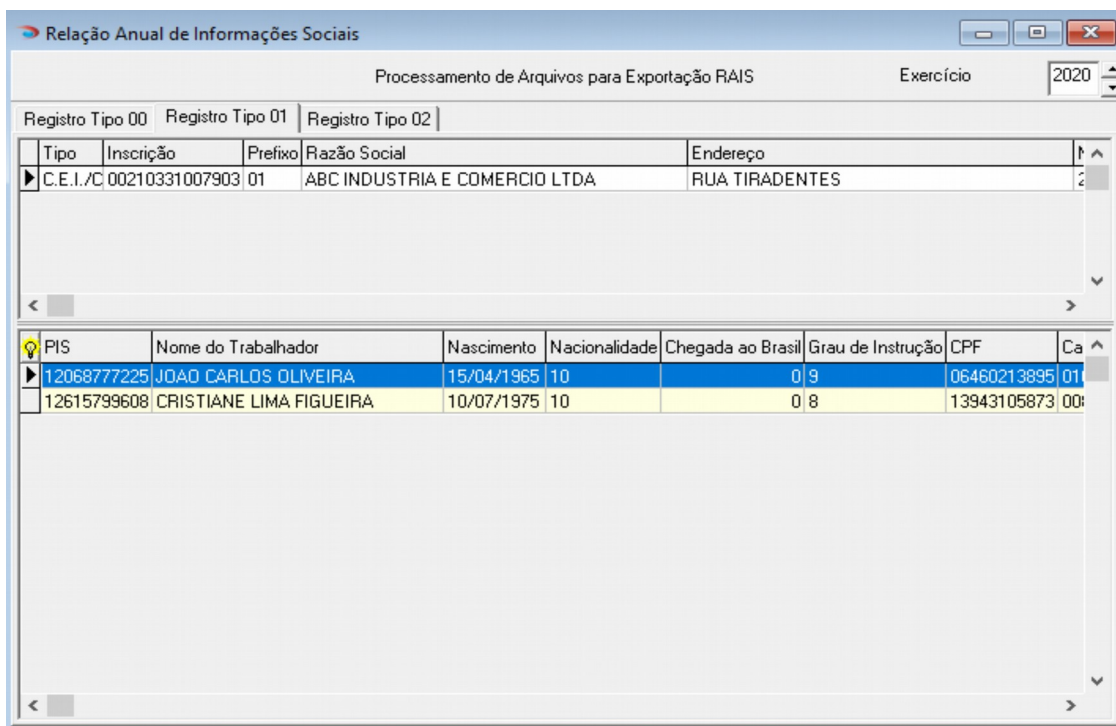 Relação Anual de Informações Sociais
Processamento de Arquivos para Exportação RAIS Exercício 2020
Registro Tipo 00 Registro Tipo 01 Registro Tipo 02
Tipo Inscrição Prefixo Razão Social Endereço
C.E.I./C 00210331007903 01 ABC INDUSTRIA E COMERCIO LTDA RUA TIRADENTES
PIS Nome do Trabalhador Nascimento Nacionalidade Chegada ao Brasil Grau de Instrução CPF Ca
12068777225 JOAO CARLOS OLIVEIRA 15/04/1965 10 0 9 06460213895
12615799608 CRISTIANE LIMA FIGUEIRA 10/07/1975 10 0 8 13943105873